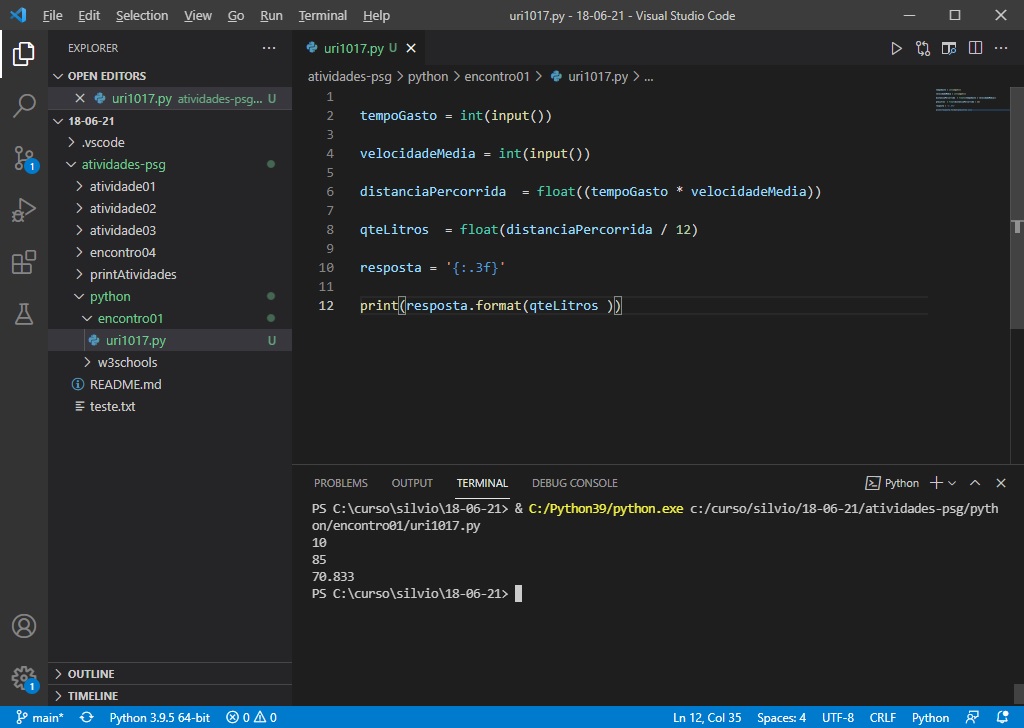 File Edit Selection View Go Run Terminal Help uri1017.py - 18-06-21 - Visual Studio Code
EXPLORER
OPEN EDITORS
uri1017.py atividades-psg... U
18-06-21
.vscode
atividades-psg
atividade01
atividade02
atividade03
encontro04
printAtividades
python
encontro01
uri1017.py U
w3schools
README.md
teste.txt
OUTLINE
TIMELINE
1
1
uri1017.py U
atividades-psg > python > encontro01 > uri1017.py > ...
1
2 tempoGasto = int(input())
3
4 velocidadeMedia = int(input())
5
6 distanciaPercorrida  = float((tempoGasto * velocidadeMedia))
7
8 qteLitros  = float(distanciaPercorrida / 12)
9
10 resposta = '{:.3f}'
11
12 print(resposta.format(qteLitros ))
PROBLEMS OUTPUT TERMINAL DEBUG CONSOLE Python
PS C:\curso\silvio\18-06-21> & C:/Python39/python.exe c:/curso/silvio/18-06-21/atividades-psg/pyth
on/encontro01/uri1017.py
10
85
70.833
PS C:\curso\silvio\18-06-21>
main* Python 3.9.5 64-bit 0 0 Ln 12, Col 35 Spaces: 4 UTF-8 CRLF Python